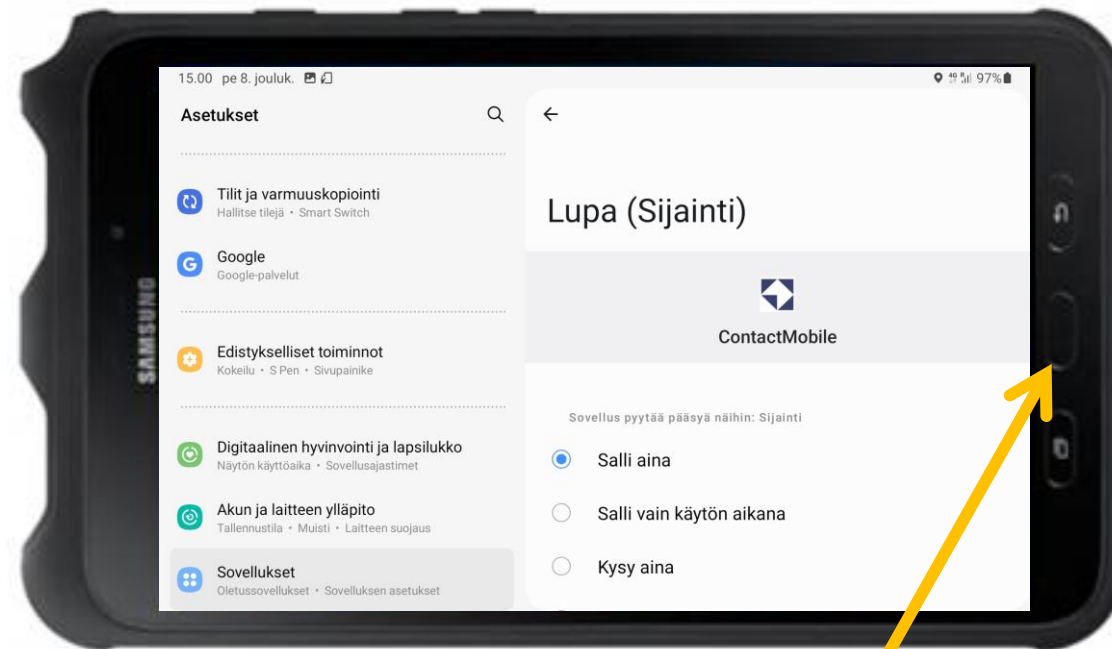 15.00 pe 8. jouluk.
97%
Asetukset
Tilit ja varmuuskopiointi
Hallitse tilejä • Smart Switch
Google
Google-palvelut
Edistykselliset toiminnot
Kokeilu • S Pen • Sivupainike
Digitaalinen hyvinvointi ja lapsilukko
Näytön käyttöaika • Sovellusajastimet
Akun ja laitteen ylläpito
Tallennustila • Muisti • Laitteen suojaus
Sovellukset
Oletussovellukset • Sovelluksen asetukset
Lupa (Sijainti)
ContactMobile
Sovellus pyytää pääsyä näihin: Sijainti
Salli aina
Salli vain käytön aikana
Kysy aina
SAMSUNG